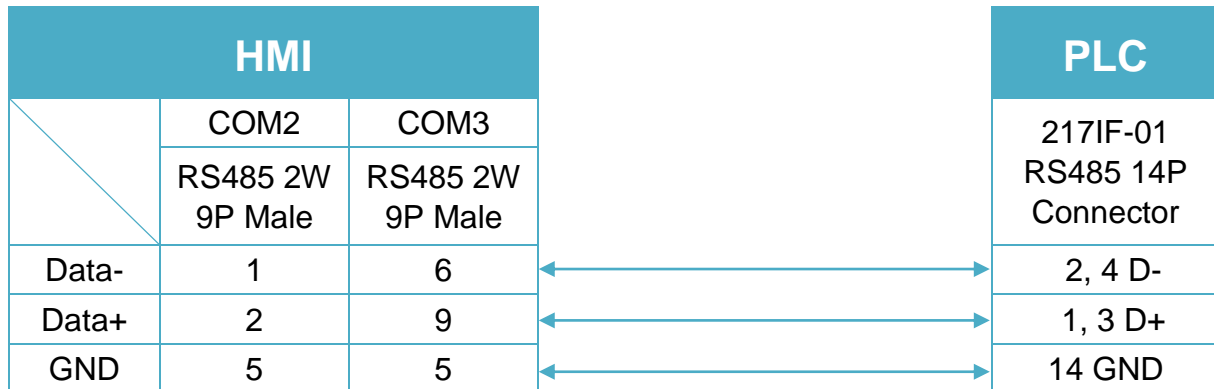 HMI
PLC
COM2
COM3
217IF-01
RS485 14P
Connector
RS485 2W
9P Male
RS485 2W
9P Male
Data-
1
6
2, 4 D-
Data+
2
9
1, 3 D+
GND
5
5
14 GND